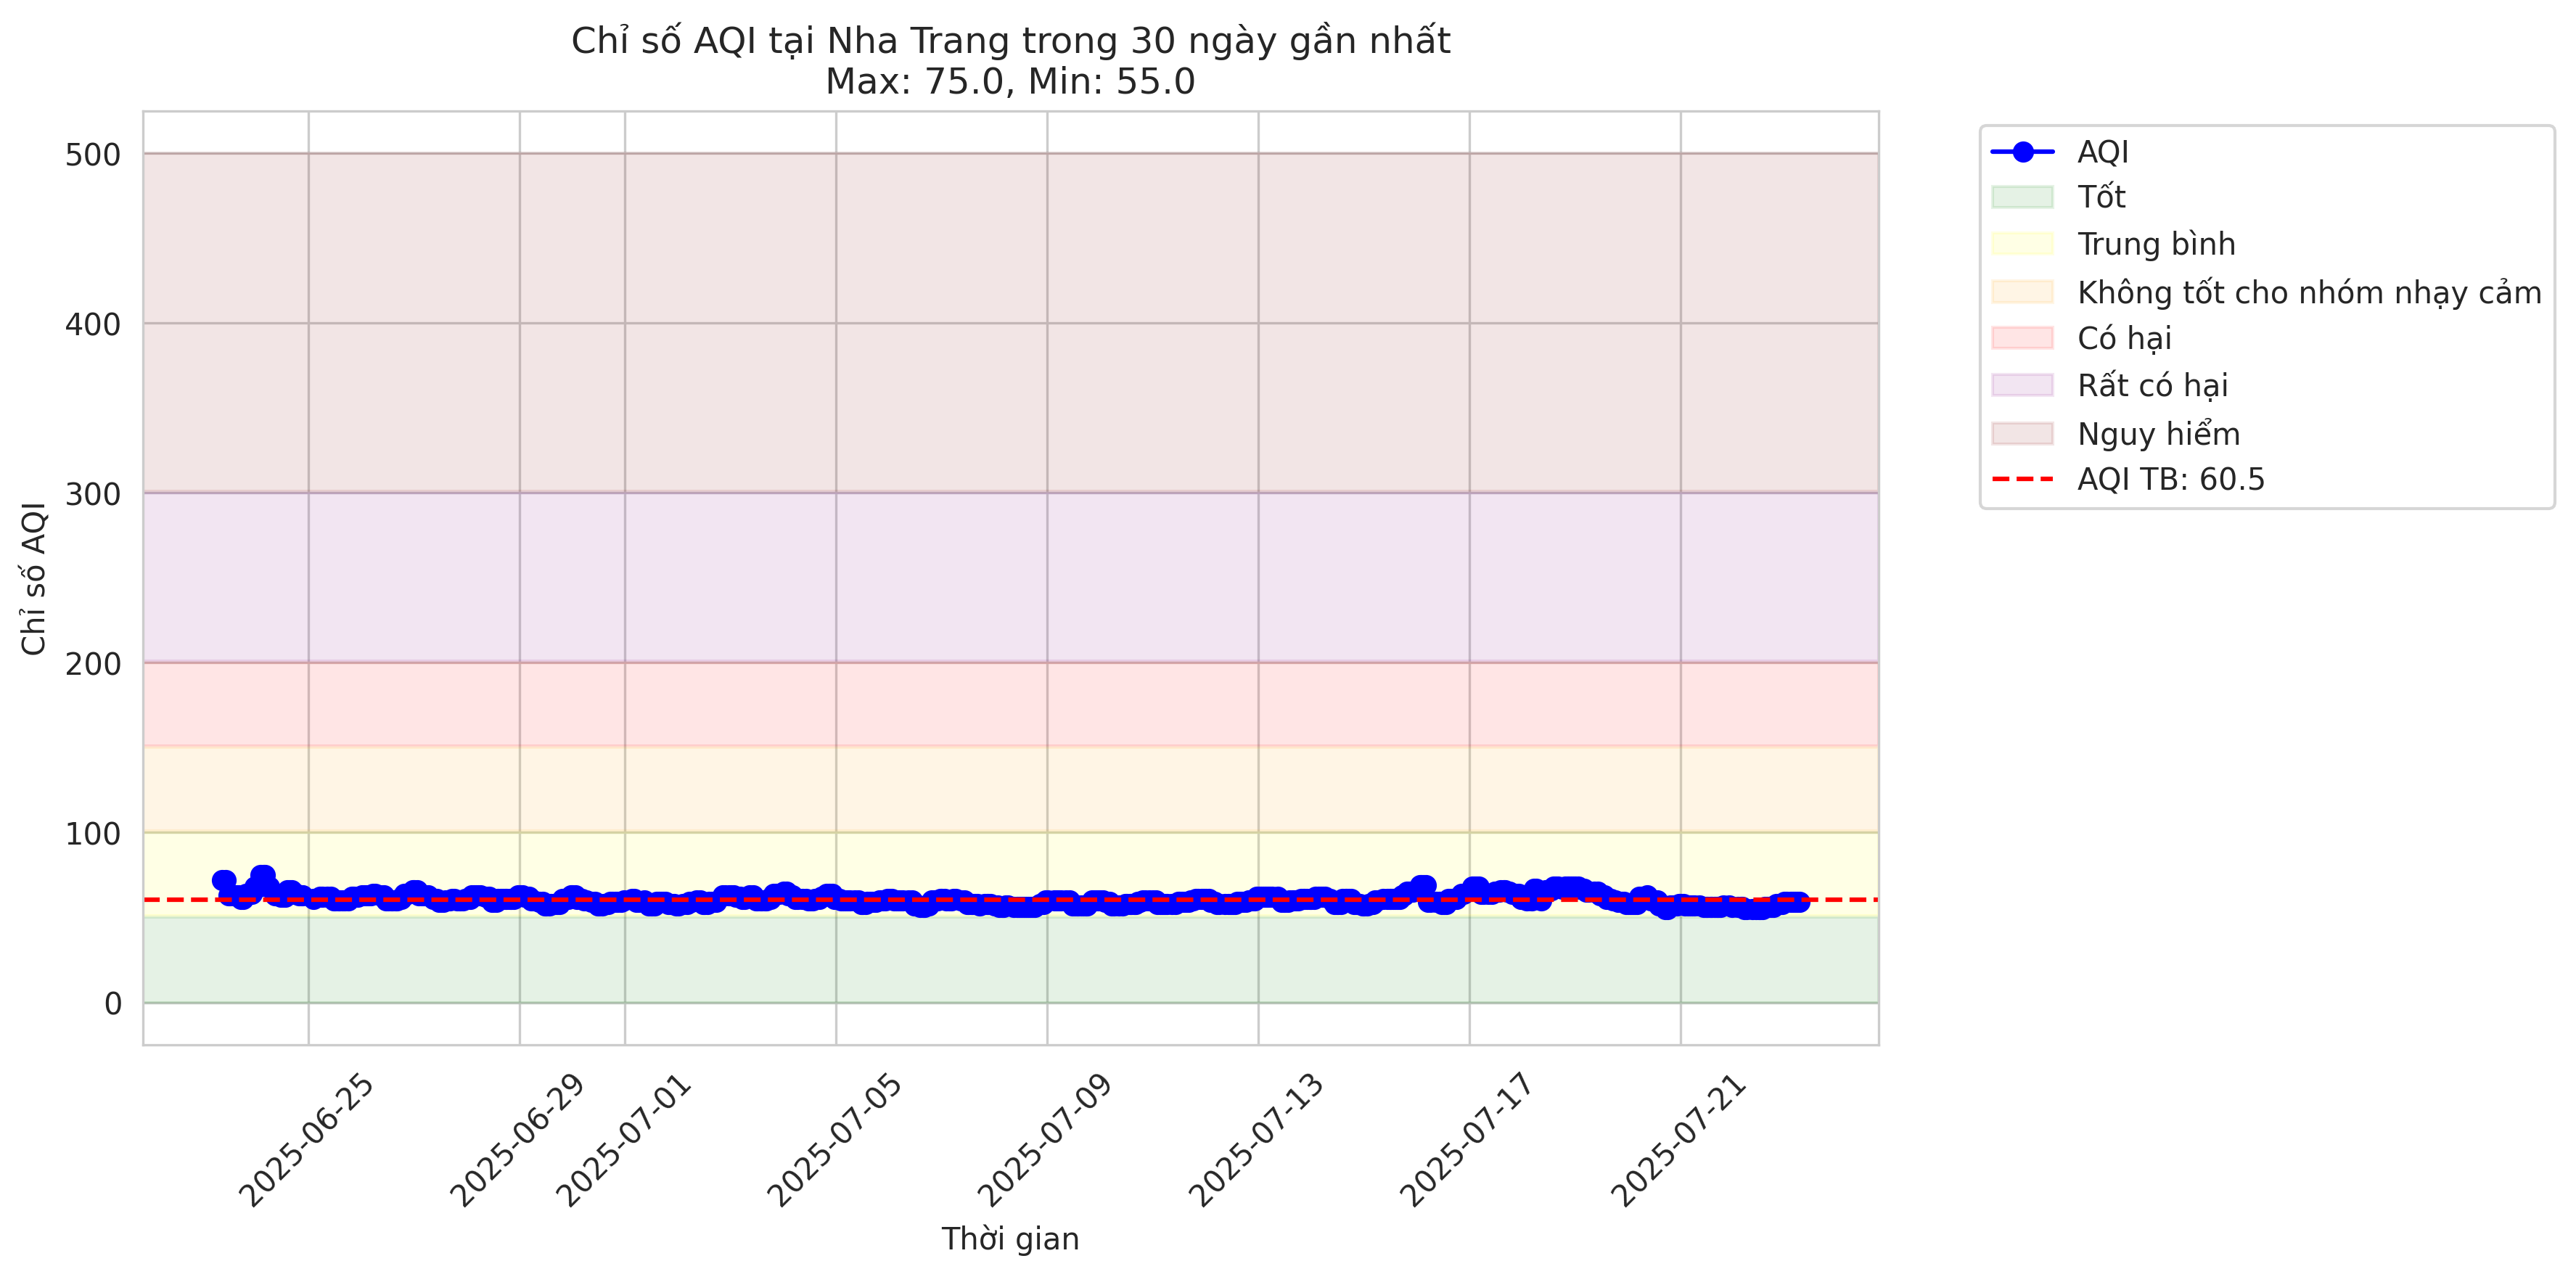 Chỉ số AQI tại Nha Trang trong 30 ngày gần nhất
Max: 75.0, Min: 55.0
Chỉ số AQI
500
400
300
200
100
0
2025-06-25
2025-06-29
2025-07-01
2025-07-05
2025-07-09
2025-07-13
2025-07-17
2025-07-21
Thời gian
AQI
Tốt
Trung bình
Không tốt cho nhóm nhạy cảm
Có hại
Rất có hại
Nguy hiểm
AQI TB: 60.5